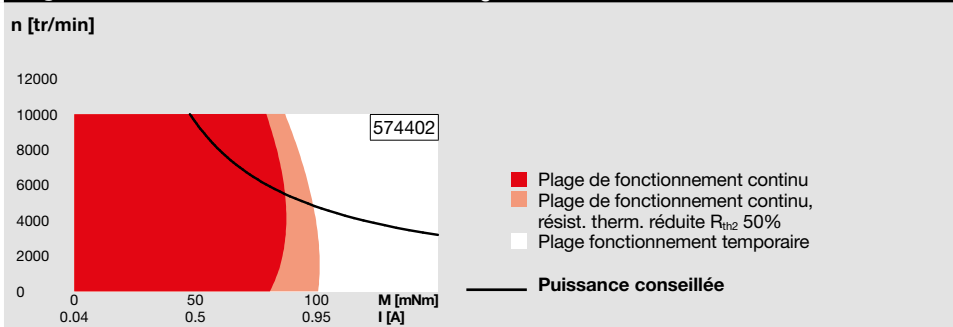 n [tr/min]
12000
10000
8000
6000
4000
2000
0
574402
0 50 100 M [mNm]
0.04 0.5 0.95 I [A]
Plage de fonctionnement continu
Plage de fonctionnement continu,
résist. therm. réduite Rth2 50%
Plage fonctionnement temporaire
Puissance conseillée